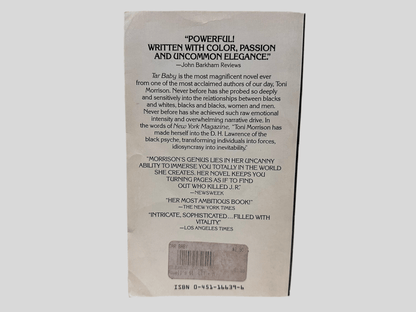 "POWERFUL!
WRITTEN WITH COLOR, PASSION
AND UNCOMMON ELEGANCE."
—John Barkham Reviews
Tar Baby is the most magnificent novel ever
from one of the most acclaimed authors of our day, Toni
Morrison. Never before has she probed so deeply
and sensitively into the relationships between blacks
and whites, blacks and blacks, women and men.
Never before has she achieved such raw emotional
intensity and overwhelming narrative drive. In
the words of New York Magazine, "Toni Morrison has
made herself into the D. H. Lawrence of the
black psyche, transforming individuals into forces,
idiosyncrasy into inevitability."
"MORRISON'S GENIUS LIES IN HER UNCANNY
ABILITY TO IMMERSE YOU TOTALLY IN THE WORLD
SHE CREATES. HER NOVEL KEEPS YOU
TURNING PAGES AS IF TO FIND
OUT WHO KILLED J. R."
—NEWSWEEK
"HER MOST AMBITIOUS BOOK!"
—THE NEW YORK TIMES
"INTRICATE, SOPHISTICATED...FILLED WITH
VITALITY."
—LOS ANGELES TIMES
ISBN 0-451-16639-6